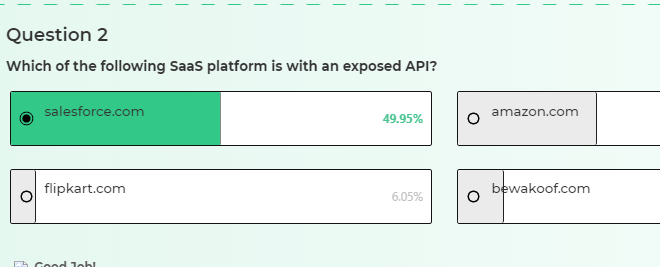 Question 2
Which of the following SaaS platform is with an exposed API?
salesforce.com
49.95%
amazon.com
flipkart.com
6.05%
bewakoof.com
Good Job!